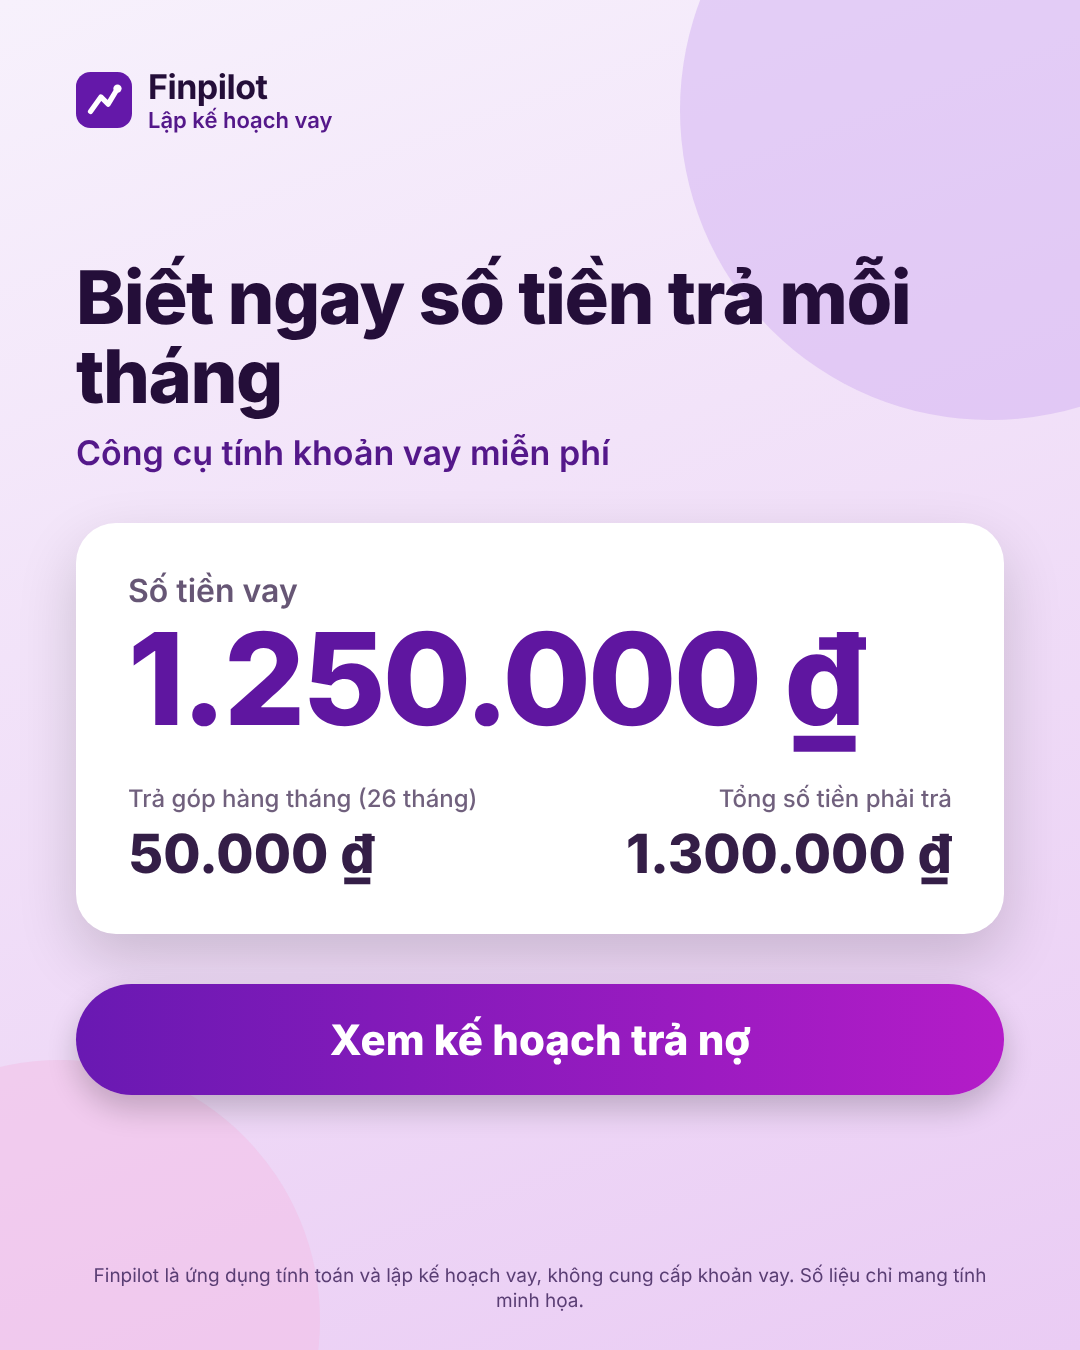 Finpilot
Lập kế hoạch vay
Biết ngay số tiền trả mỗi
tháng
Công cụ tính khoản vay miễn phí
Số tiền vay
1.250.000 ₫
Trả góp hàng tháng (26 tháng)
Tổng số tiền phải trả
50.000 ₫
1.300.000 ₫
Xem kế hoạch trả nợ
Finpilot là ứng dụng tính toán và lập kế hoạch vay, không cung cấp khoản vay. Số liệu chỉ mang tính
minh họa.